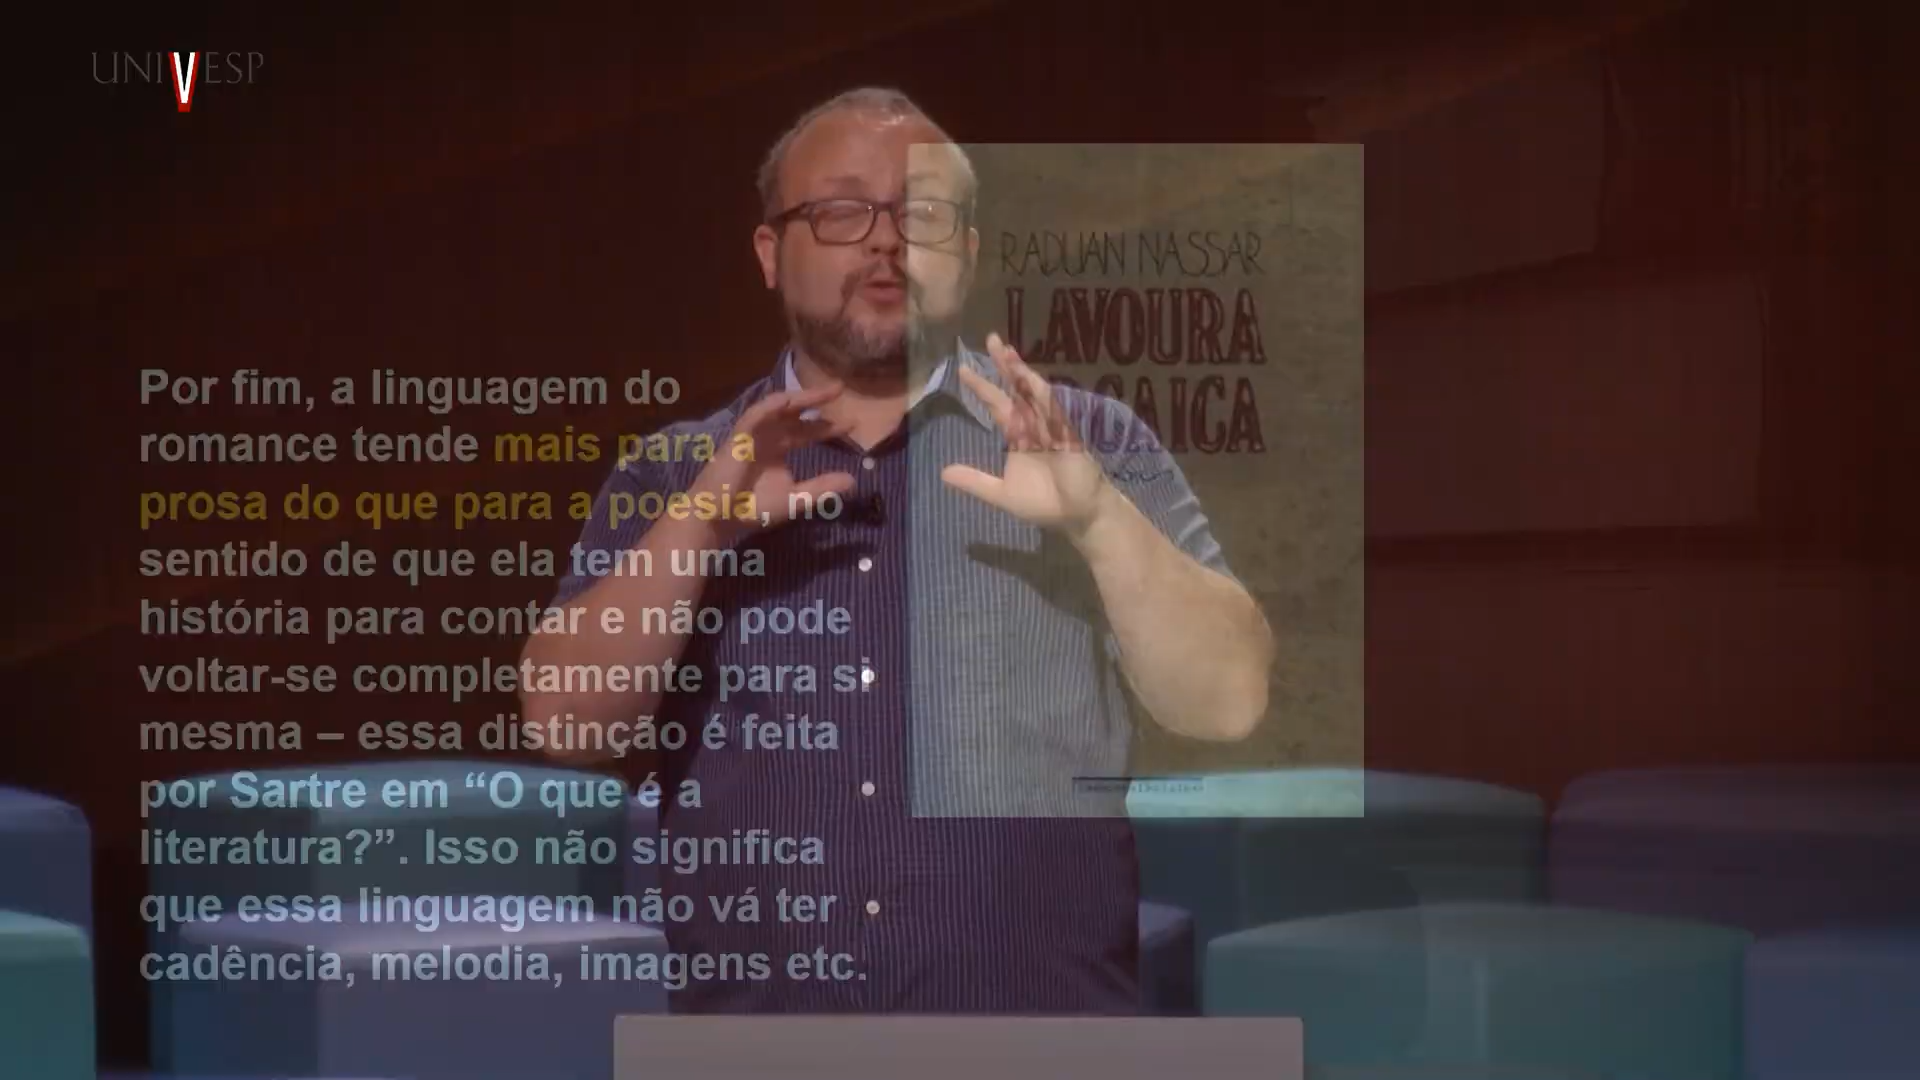 UNIVESP
RADUAN NASSAR
LAVOURA
ARCAICA
Por fim, a linguagem do
romance tende mais para a
prosa do que para a poesia, no
sentido de que ela tem uma
história para contar e não pode
voltar-se completamente para si
mesma – essa distinção é feita
por Sartre em “O que é a
literatura?”. Isso não significa
que essa linguagem não vá ter
cadência, melodia, imagens etc.